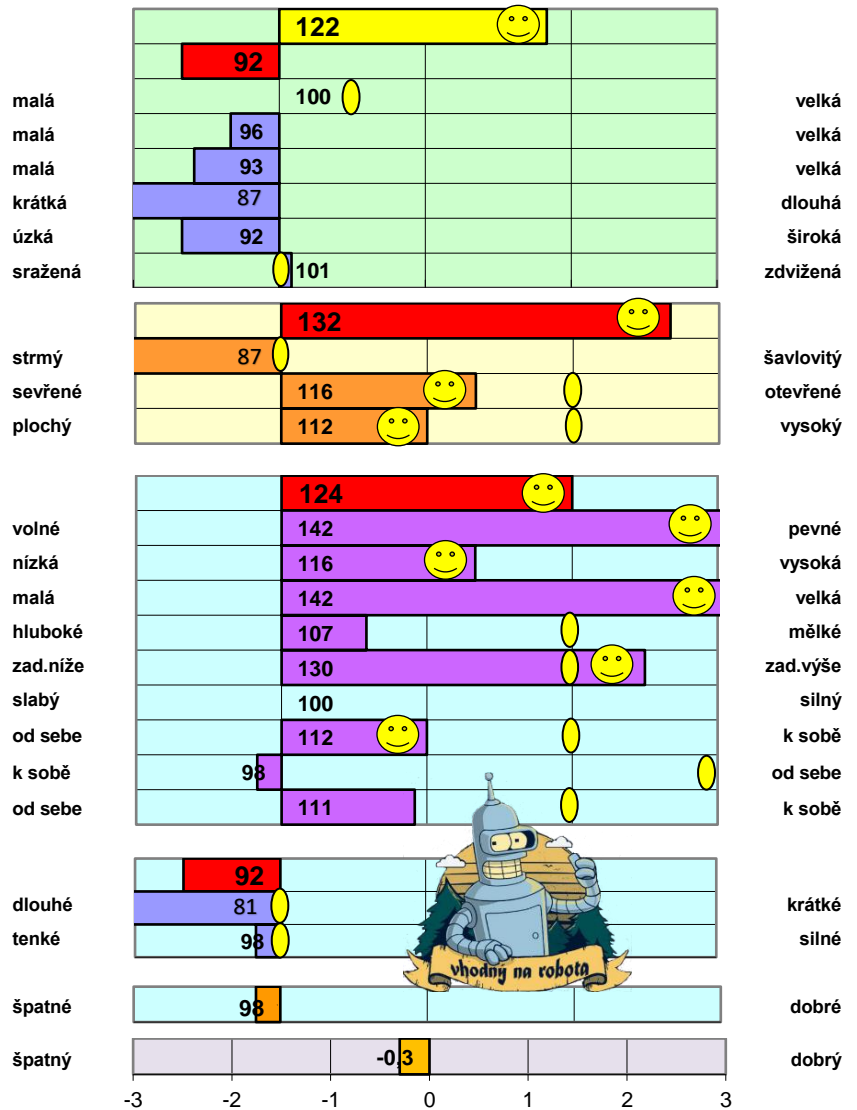 122
92
malá 100 velká
malá 96 velká
malá 93 velká
krátká 87 dlouhá
úzká 92 široká
sražená 101 zdvižená
132
strmý 87 šavlovitý
sevřené 116 otevřené
plochý 112 vysoký
124
volné 142 pevné
nízká 116 vysoká
malá 142 velká
hluboké 107 mělké
zad.níže 130 zad.výše
slabý 100 silný
od sebe 112 k sobě
k sobě 98 od sebe
od sebe 111 k sobě
92
dlouhé 81 krátké
tenké 98 silné
vhodný na robota
špatné 98 dobré
špatný -0,3 dobrý
-3 -2 -1 0 1 2 3